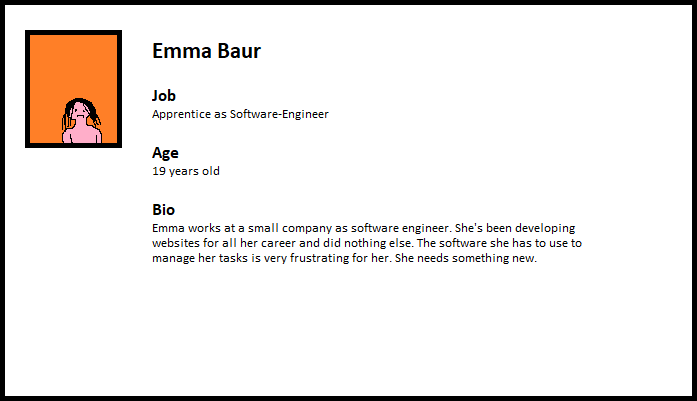 Emma Baur
Job
Apprentice as Software-Engineer
Age
19 years old
Bio
Emma works at a small company as software engineer. She's been developing
websites for all her career and did nothing else. The software she has to use to
manage her tasks is very frustrating for her. She needs something new.